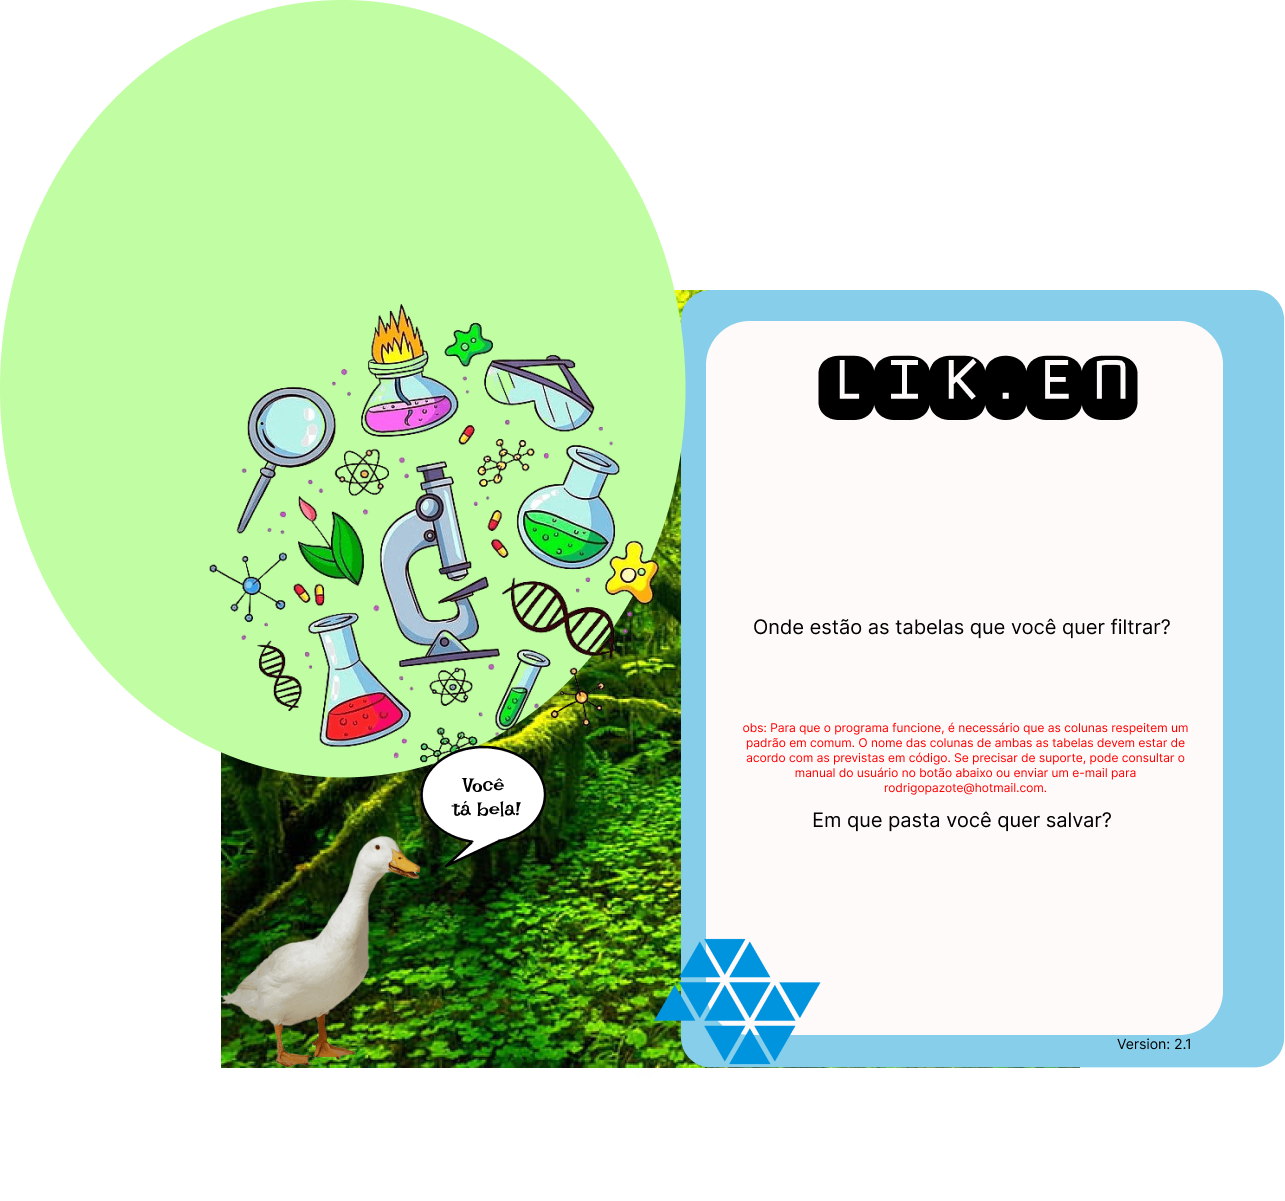 LIK.EN
Onde estão as tabelas que você quer filtrar?
obs: Para que o programa funcione, é necessário que as colunas respeitem um
padrão em comum. O nome das colunas de ambas as tabelas devem estar de
acordo com as previstas em código. Se precisar de suporte, pode consultar o
manual do usuário no botão abaixo ou enviar um e-mail para
rodrigopazote@hotmail.com.
Você
tá bela!
Em que pasta você quer salvar?
Version: 2.1